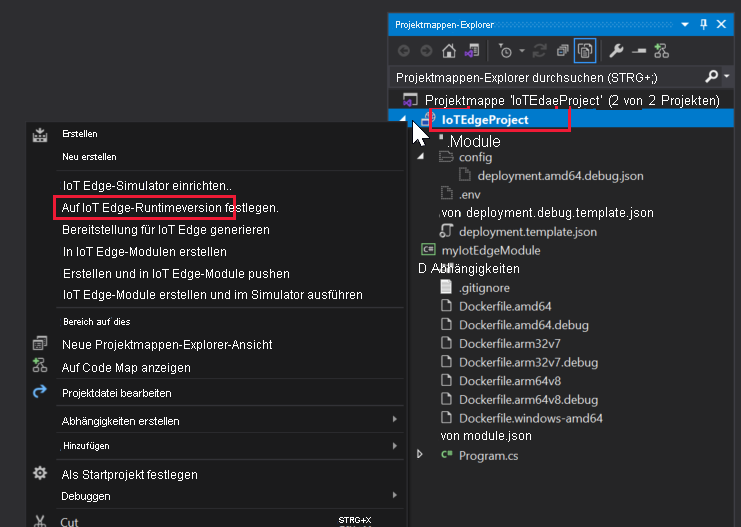 Projektmappen-Explorer
Projektmappen-Explorer durchsuchen (STRG+;)
Projektmappe 'IoTEdaeProject' (2 von 2 Projekten)
IoTEdgeProject
.Module
config
deployment.amd64.debug.json
.env
von deployment.debug.template.json
deployment.template.json
myIotEdgeModule
Abhängigkeiten
.gitignore
Dockerfile.amd64
Dockerfile.amd64.debug
Dockerfile.arm32v7
Dockerfile.arm32v7.debug
Dockerfile.arm64v8
Dockerfile.arm64v8.debug
Dockerfile.windows-amd64
von module.json
Program.cs
Erstellen
Neu erstellen
IoT Edge-Simulator einrichten..
Auf IoT Edge-Runtimeversion festlegen.
Bereitstellung für IoT Edge generieren
In IoT Edge-Modulen erstellen
Erstellen und in IoT Edge-Module pushen
IoT Edge-Module erstellen und im Simulator ausführen
Bereich auf dies
Neue Projektmappen-Explorer-Ansicht
Auf Code Map anzeigen
Projektdatei bearbeiten
Abhängigkeiten erstellen
Hinzufügen
Als Startprojekt festlegen
Debuggen
Cut STRG+X